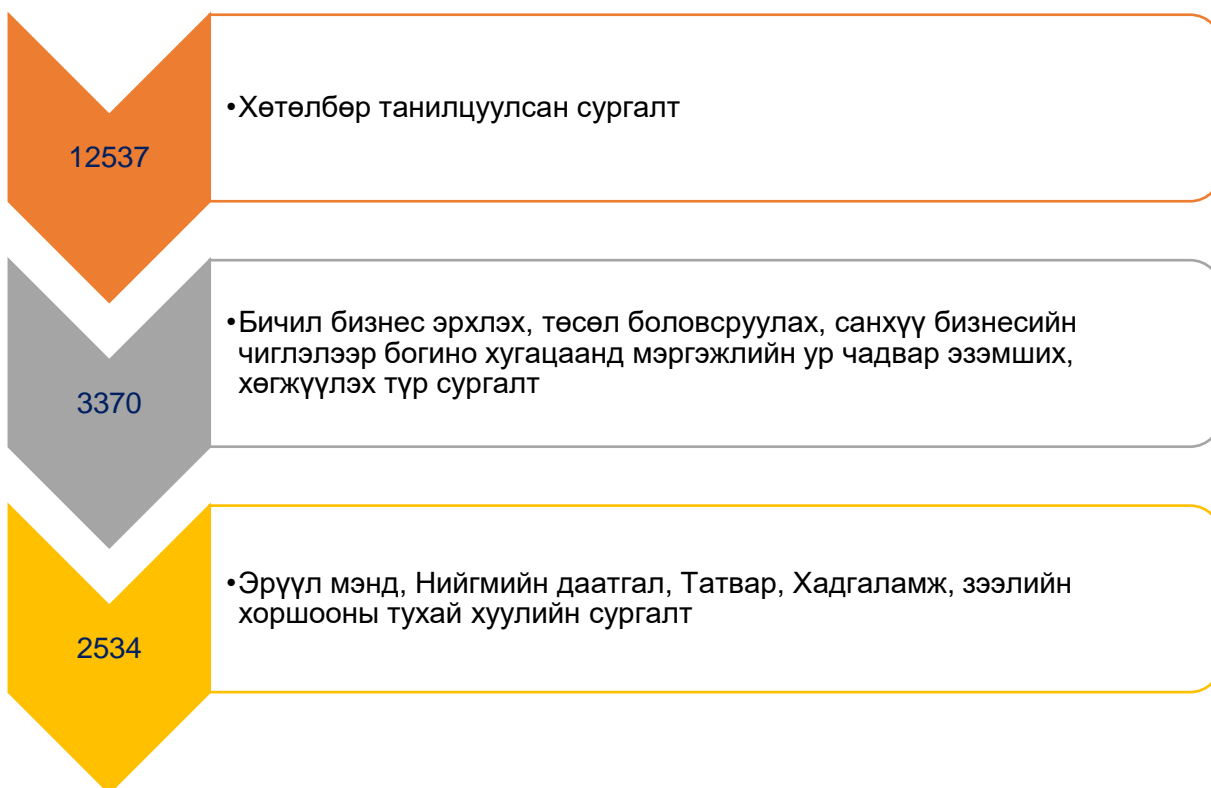 12537
•Хөтөлбөр танилцуулсан сургалт
3370
•Бичил бизнес эрхлэх, төсөл боловсруулах, санхүү бизнесийн
чиглэлээр богино хугацаанд мэргэжлийн ур чадвар эзэмших,
хөгжүүлэх түр сургалт
2534
•Эрүүл мэнд, Нийгмийн даатгал, Татвар, Хадгаламж, зээлийн
хоршооны тухай хуулийн сургалт